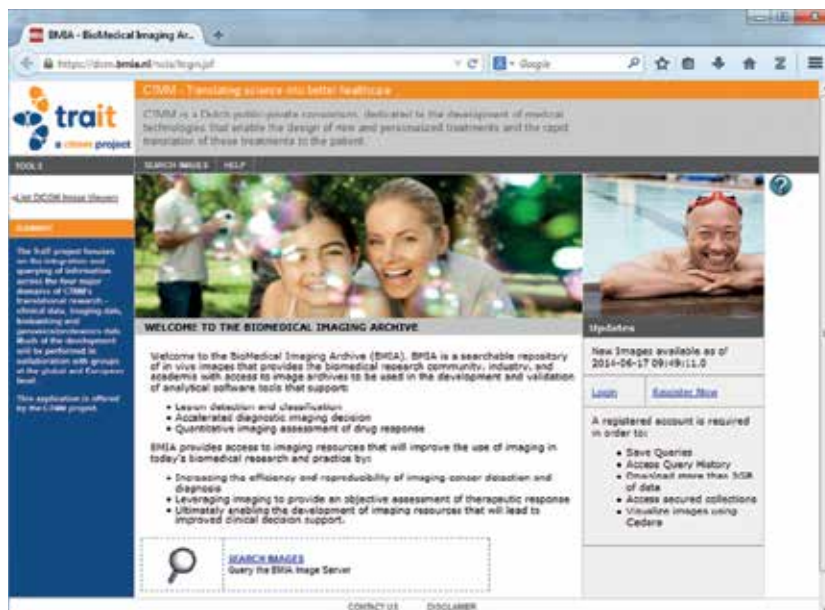 BMIA - BioMedical Imaging Ar...
https://dcm.bmia.nl/ncia/login.jsf
Google
trait
a ctmm project
CTMM - Translating science into better healthcare
CTMM is a Dutch public-private consortium, dedicated to the development of medical
technologies that enable the design of new and personalized treatments and the rapid
translation of these treatments to the patient.
TOOLS
SEARCH IMAGES
HELP
List DICOM Image Viewers
SUMMARY
The TraIT project focuses
on the integration and
querying of information
across the four major
domains of CTMM's
translational research -
clinical data, imaging data,
biobanking and
genomics/proteomics data.
Much of the development
will be performed in
collaboration with groups
at the global and European
level.
This application is offered
by the CTMM project.
WELCOME TO THE BIOMEDICAL IMAGING ARCHIVE
Welcome to the BioMedical Imaging Archive (BMIA). BMIA is a searchable repository
of in vivo images that provides the biomedical research community, industry, and
academia with access to image archives to be used in the development and validation
of analytical software tools that support:
• Lesion detection and classification
• Accelerated diagnostic imaging decision
• Quantitative imaging assessment of drug response
BMIA provides access to imaging resources that will improve the use of imaging in
today's biomedical research and practice by:
• Increasing the efficiency and reproducibility of imaging cancer detection and
diagnosis
• Leveraging imaging to provide an objective assessment of therapeutic response
• Ultimately enabling the development of imaging resources that will lead to
improved clinical decision support.
SEARCH IMAGES
Query the BMIA Image Server
Updates
New Images available as of
2014-06-17 09:49:11.0
Login
Register Now
A registered account is required
in order to:
• Save Queries
• Access Query History
• Download more than 3GB
of data
• Access secured collections
• Visualize images using
Cedara
CONTACT US
DISCLAIMER